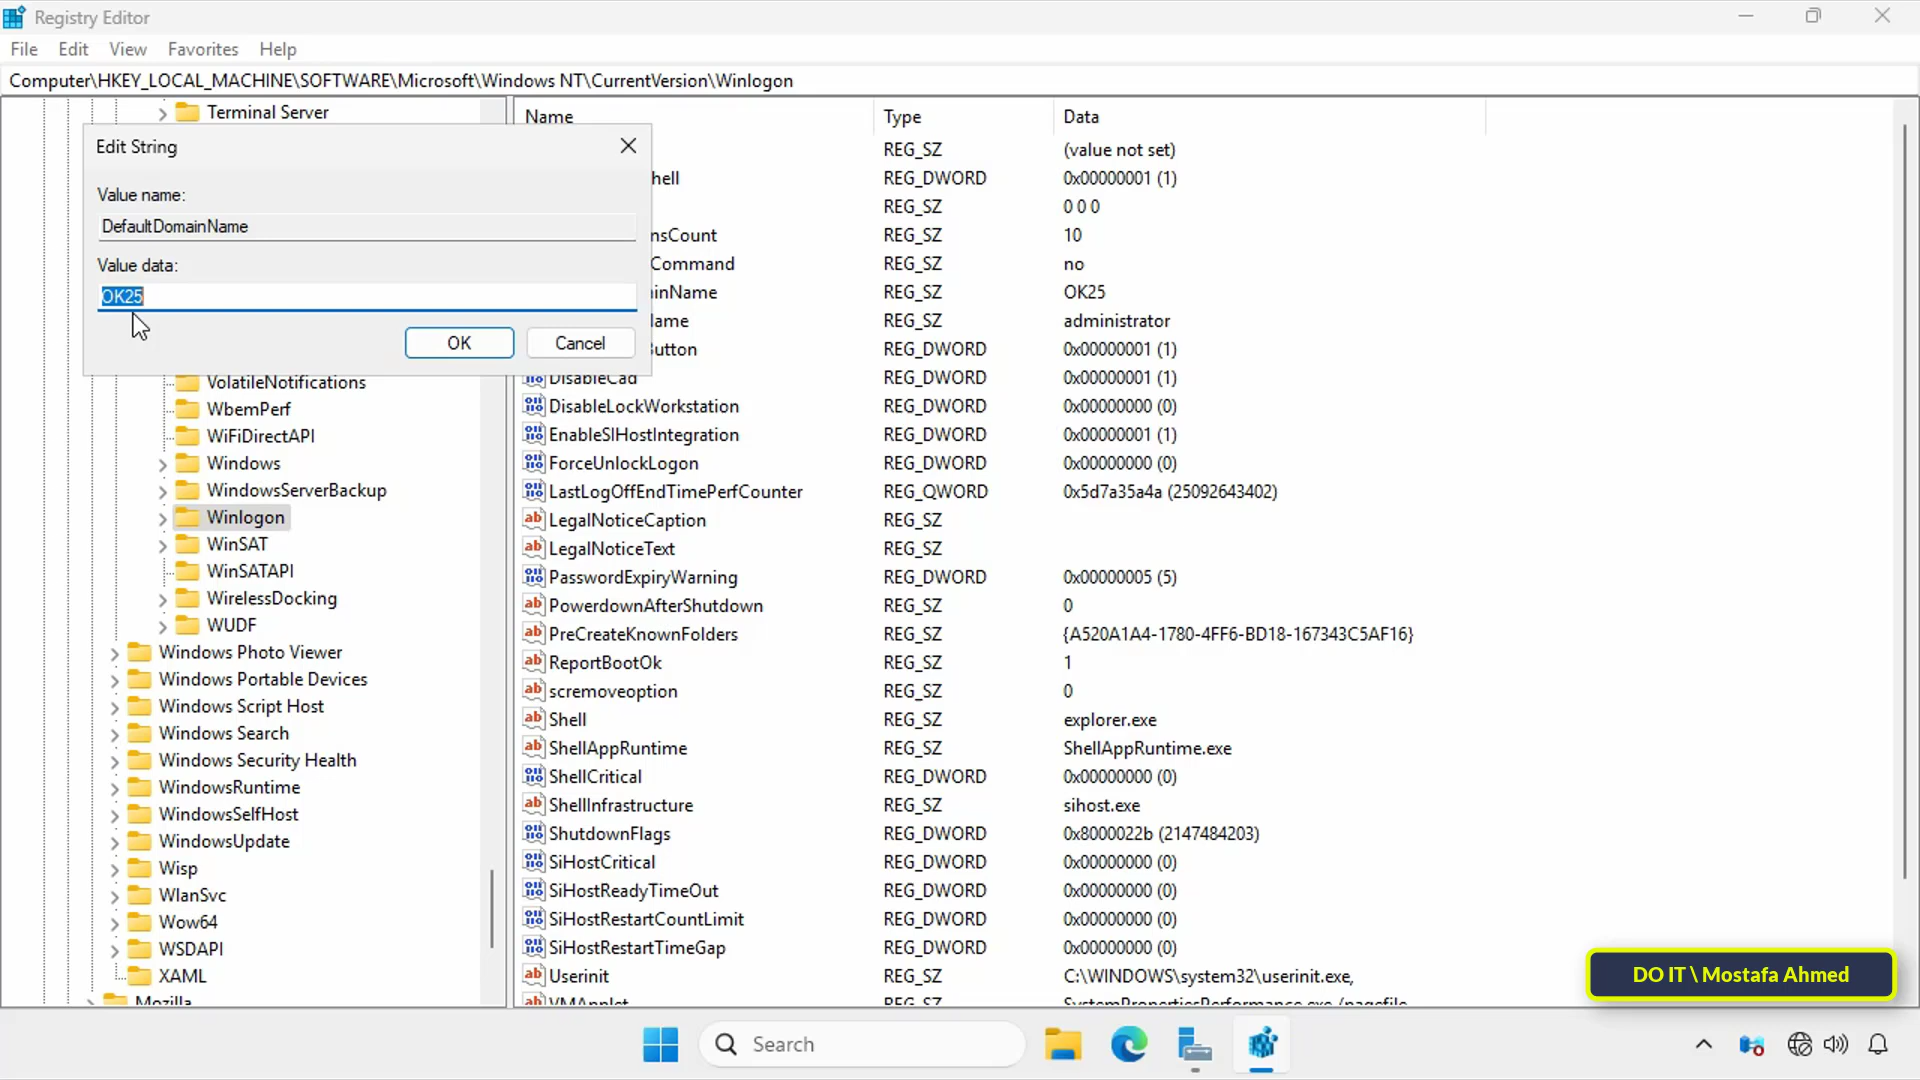 Registry Editor
File Edit View Favorites Help
Computer\HKEY_LOCAL_MACHINE\SOFTWARE\Microsoft\Windows NT\CurrentVersion\Winlogon
Terminal Server
Edit String
Value name:
DefaultDomainName
Value data:
OK25
OK Cancel
VolatileNotifications
WbemPerf
WiFiDirectAPI
Windows
WindowsServerBackup
Winlogon
WinSAT
WinSATAPI
WirelessDocking
WUDF
Windows Photo Viewer
Windows Portable Devices
Windows Script Host
Windows Search
Windows Security Health
WindowsRuntime
WindowsSelfHost
WindowsUpdate
Wisp
WlanSvc
Wow64
WSDAPI
XAML
Mozilla
Name Type Data
REG_SZ (value not set)
hell REG_DWORD 0x00000001 (1)
REG_SZ 0 0 0
nsCount REG_SZ 10
Command REG_SZ no
inName REG_SZ OK25
ame REG_SZ administrator
utton REG_DWORD 0x00000001 (1)
DisableCad REG_DWORD 0x00000001 (1)
DisableLockWorkstation REG_DWORD 0x00000000 (0)
EnableSIHostIntegration REG_DWORD 0x00000001 (1)
ForceUnlockLogon REG_DWORD 0x00000000 (0)
LastLogOffEndTimePerfCounter REG_QWORD 0x5d7a35a4a (25092643402)
LegalNoticeCaption REG_SZ
LegalNoticeText REG_SZ
PasswordExpiryWarning REG_DWORD 0x00000005 (5)
PowerdownAfterShutdown REG_SZ 0
PreCreateKnownFolders REG_SZ {A520A1A4-1780-4FF6-BD18-167343C5AF16}
ReportBootOk REG_SZ 1
scremoveoption REG_SZ 0
Shell REG_SZ explorer.exe
ShellAppRuntime REG_SZ ShellAppRuntime.exe
ShellCritical REG_DWORD 0x00000000 (0)
ShellInfrastructure REG_SZ sihost.exe
ShutdownFlags REG_DWORD 0x8000022b (2147484203)
SiHostCritical REG_DWORD 0x00000000 (0)
SiHostReadyTimeOut REG_DWORD 0x00000000 (0)
SiHostRestartCountLimit REG_DWORD 0x00000000 (0)
SiHostRestartTimeGap REG_DWORD 0x00000000 (0)
Userinit REG_SZ C:\WINDOWS\system32\userinit.exe,
VMApplet REG_SZ SystemPropertiesPerformance.exe /pagefile
DO IT \ Mostafa Ahmed
Search